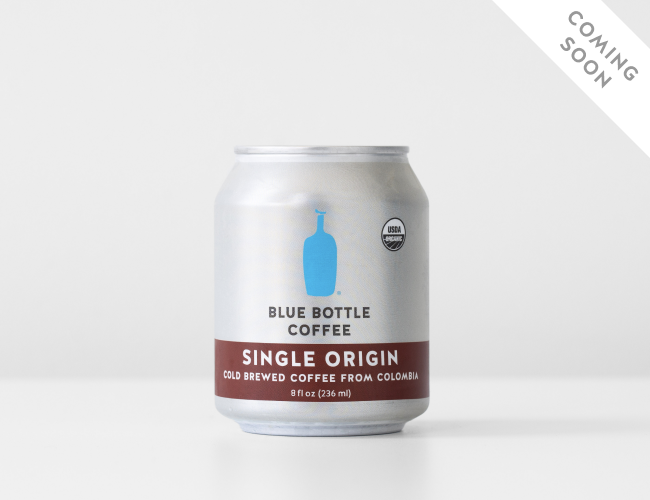 COMING
SOON
USDA
ORGANIC
BLUE BOTTLE
COFFEE
SINGLE ORIGIN
COLD BREWED COFFEE FROM COLOMBIA
8 fl oz (236 ml)